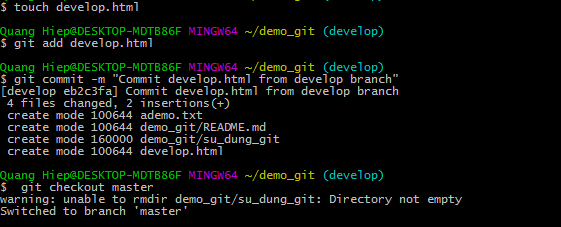 $ touch develop.html
Quang Hiep@DESKTOP-MDTB86F MINGW64 ~/demo_git (develop)
$ git add develop.html
Quang Hiep@DESKTOP-MDTB86F MINGW64 ~/demo_git (develop)
$ git commit -m "Commit develop.html from develop branch"
[develop eb2c3fa] Commit develop.html from develop branch
 4 files changed, 2 insertions(+)
 create mode 100644 ademo.txt
 create mode 100644 demo_git/README.md
 create mode 160000 demo_git/su_dung_git
 create mode 100644 develop.html
Quang Hiep@DESKTOP-MDTB86F MINGW64 ~/demo_git (develop)
$  git checkout master
warning: unable to rmdir demo_git/su_dung_git: Directory not empty
Switched to branch 'master'